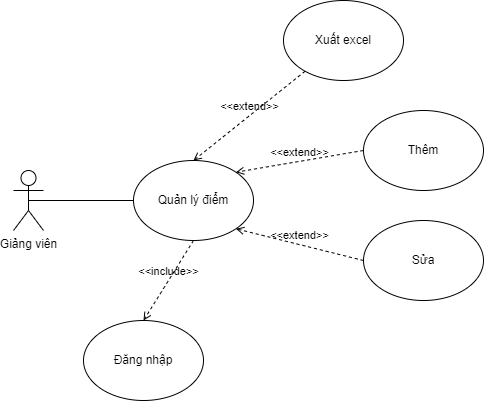 Xuất excel
<<extend>>
Thêm
<<extend>>
Quản lý điểm
Giảng viên
<<extend>>
Sửa
<<include>>
Đăng nhập